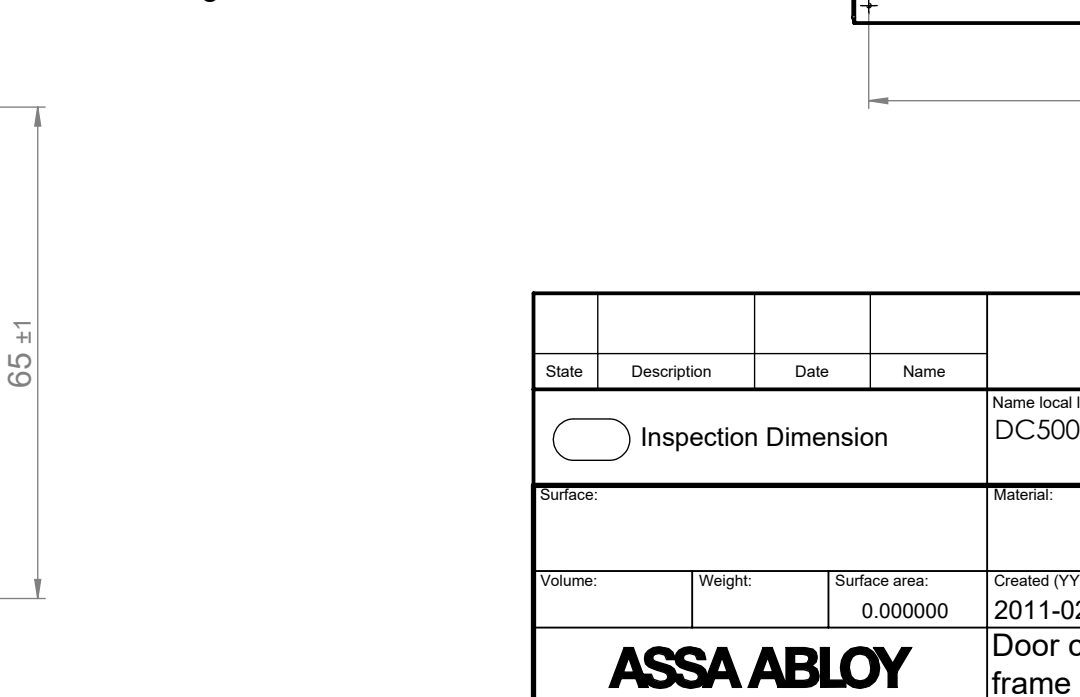 65 ±1
State Description Date Name
Name local l
DC500
Inspection Dimension
Surface: Material:
Volume: Weight: Surface area: Created (YY
0.000000 2011-02
ASSA ABLOY
Door c
frame